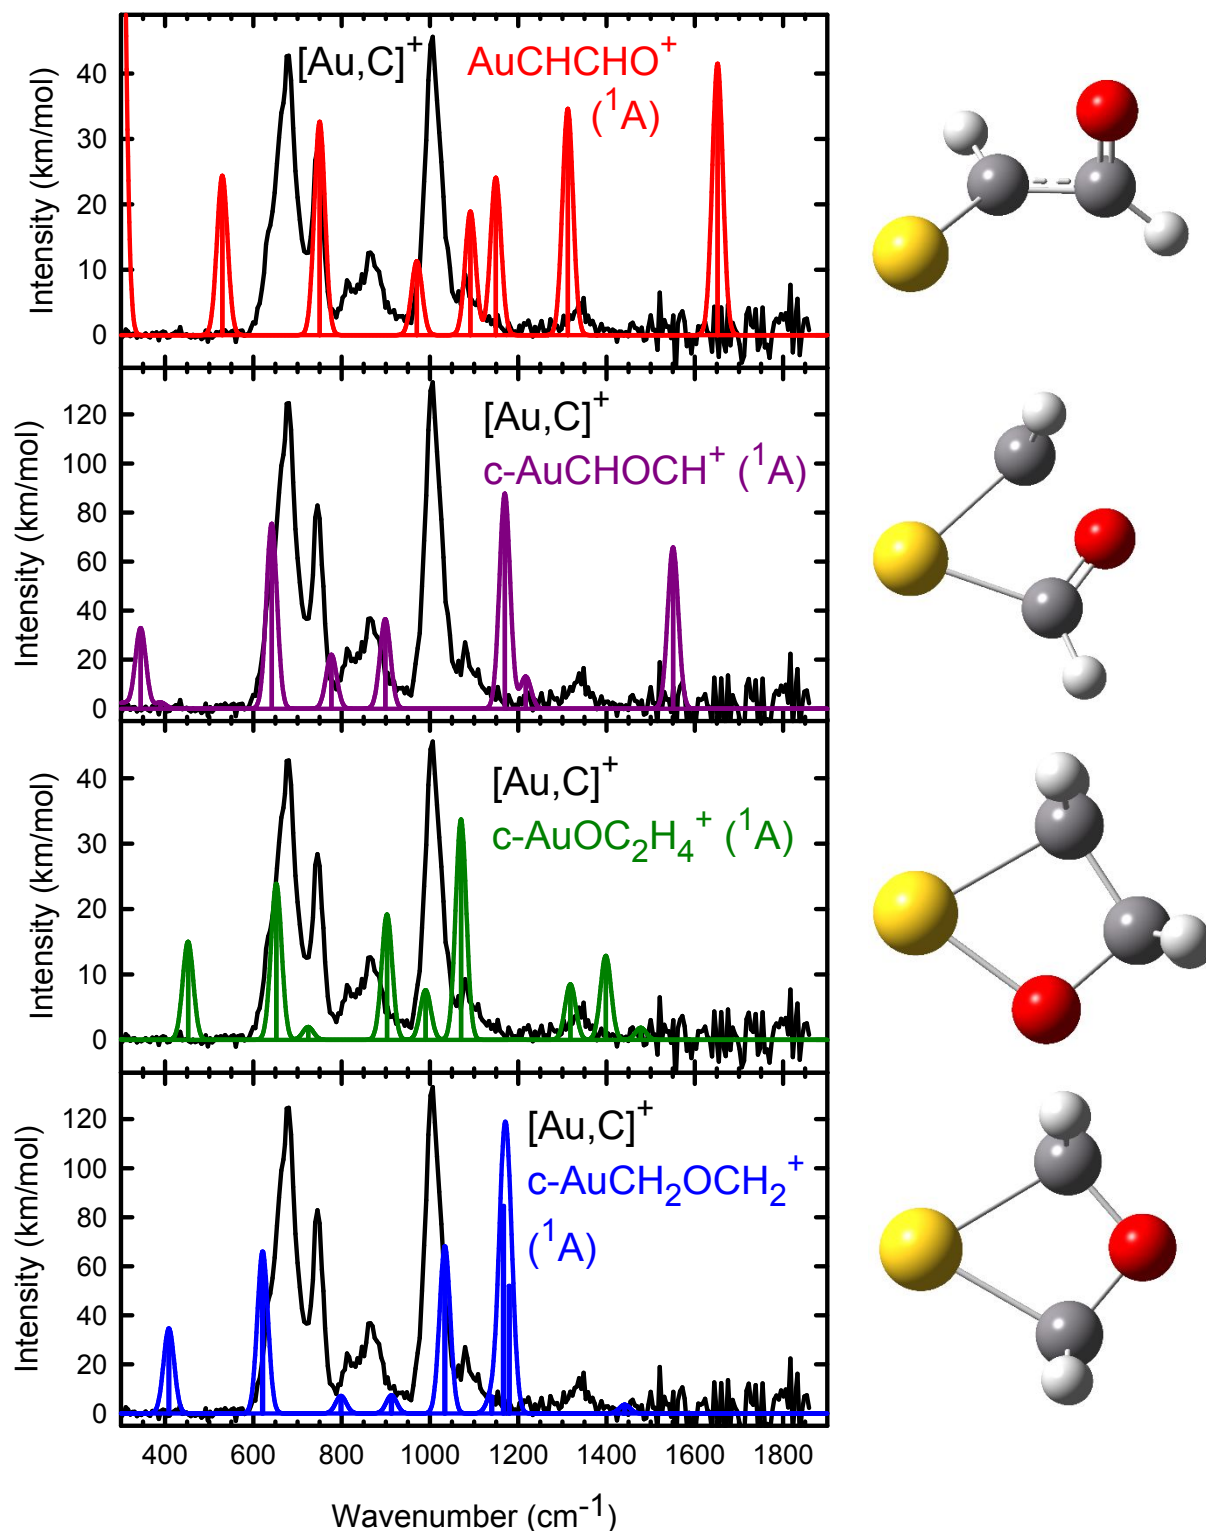 [Au,C]⁺ AuCHCHO⁺
(¹A)
Intensity (km/mol)
40
30
20
10
0
[Au,C]⁺
c-AuCHOCH⁺ (¹A)
Intensity (km/mol)
120
100
80
60
40
20
0
[Au,C]⁺
c-AuOC₂H₄⁺ (¹A)
Intensity (km/mol)
40
30
20
10
0
[Au,C]⁺
c-AuCH₂OCH₂⁺
(¹A)
Intensity (km/mol)
120
100
80
60
40
20
0
400 600 800 1000 1200 1400 1600 1800
Wavenumber (cm⁻¹)